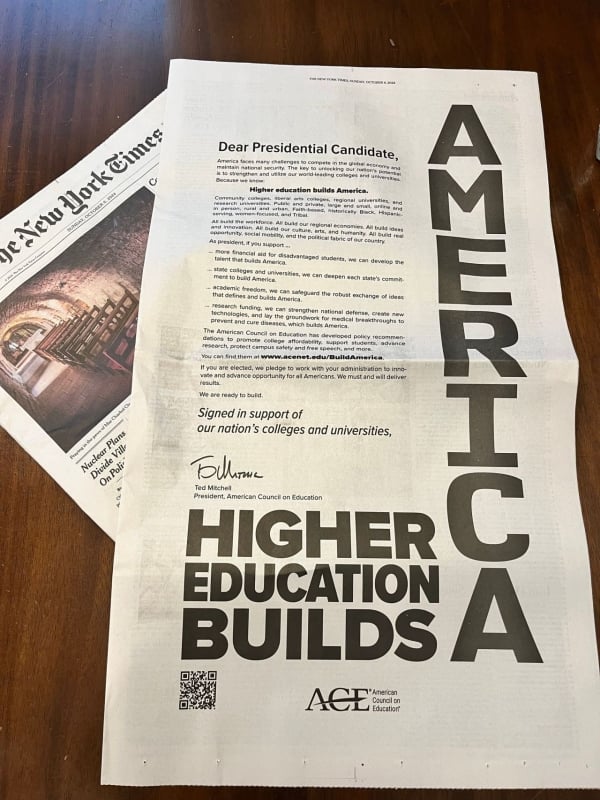 THE NEW YORK TIMES, SUNDAY, OCTOBER 6, 2024
Dear Presidential Candidate,
America faces many challenges to compete in the global economy and
maintain national security. The key to unlocking our nation's potential
is to strengthen and utilize our world-leading colleges and universities.
Because we know:
Higher education builds America.
Community colleges, liberal arts colleges, regional universities, and
research universities. Public and private, large and small, online and
in person, rural and urban, faith-based, historically Black, Hispanic-
serving, women-focused, and Tribal.
All build the workforce. All build our regional economies. All build ideas
and innovation. All build our culture, arts, and humanity. All build real
opportunity, social mobility, and the political fabric of our country.
As president, if you support ...
... more financial aid for disadvantaged students, we can develop the
talent that builds America.
... state colleges and universities, we can deepen each state's commit-
ment to build America.
... academic freedom, we can safeguard the robust exchange of ideas
that defines and builds America.
... research funding, we can strengthen national defense, create new
technologies, and lay the groundwork for medical breakthroughs to
prevent and cure diseases, which builds America.
The American Council on Education has developed policy recommen-
dations to promote college affordability, support students, advance
research, protect campus safety and free speech, and more.
You can find them at www.acenet.edu/BuildAmerica.
If you are elected, we pledge to work with your administration to inno-
vate and advance opportunity for all Americans. We must and will deliver
results.
We are ready to build.
Signed in support of
our nation's colleges and universities,
Ted Mitchell
President, American Council on Education
HIGHER
EDUCATION
BUILDS
AMERICA
ACE American
Council on
Education®
he New York Times
SUNDAY, OCTOBER 6, 2024
Nuclear Plans
Divide Vill
On Poli